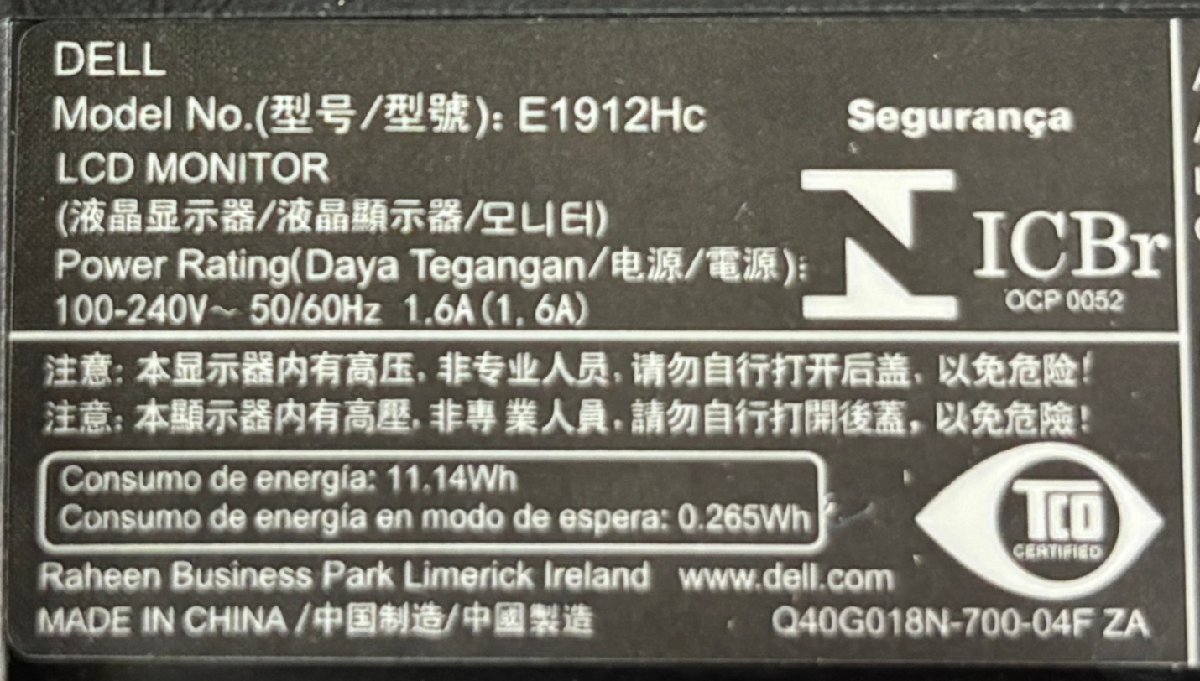 DELL
Model No.(型号/型號): E1912Hc
LCD MONITOR
(液晶显示器/液晶顯示器/모니터)
Power Rating(Daya Tegangan/电源/電源):
100-240V～ 50/60Hz 1.6A(1.6A)
Segurança
ICBr
OCP 0052
注意: 本显示器内有高压, 非专业人员, 请勿自行打开后盖, 以免危险!
注意: 本顯示器內有高壓, 非專業人員, 請勿自行打開後蓋, 以免危險!
Consumo de energía: 11.14Wh
Consumo de energía en modo de espera: 0.265Wh
TCO
CERTIFIED
Raheen Business Park Limerick Ireland www.dell.com
MADE IN CHINA /中国制造/中國製造
Q40G018N-700-04F ZA